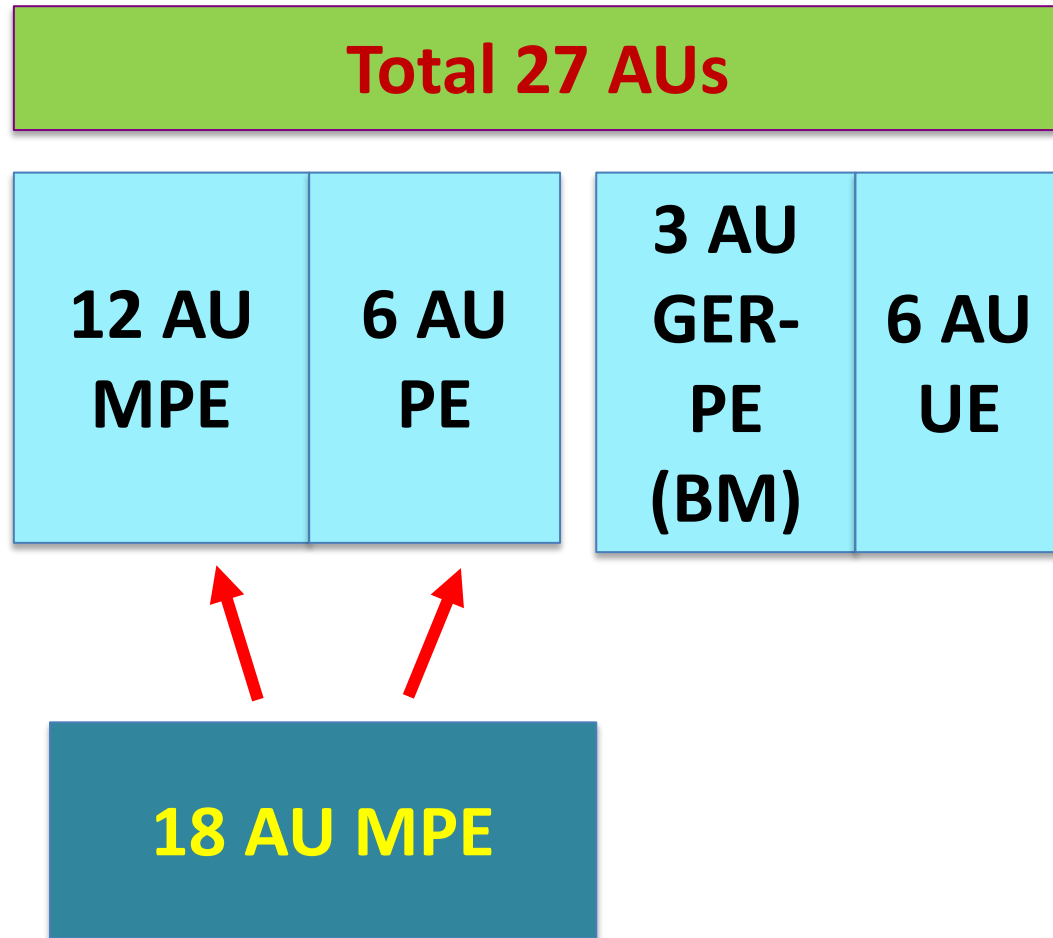 Total 27 AUs
12 AU
MPE
6 AU
PE
3 AU
GER-
PE
(BM)
6 AU
UE
18 AU MPE